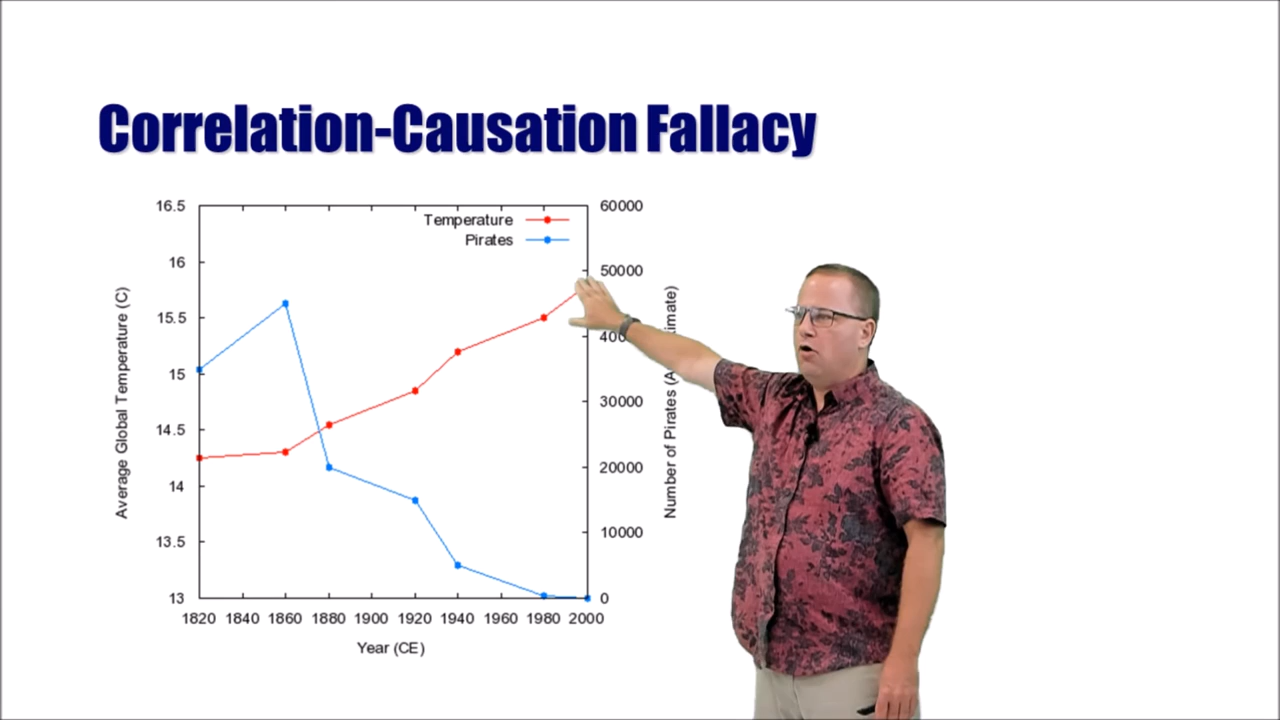 Correlation-Causation Fallacy
16.5
16
15.5
15
14.5
14
13.5
13
Average Global Temperature (C)
Temperature
Pirates
60000
50000
30000
20000
10000
0
Number of Pirates
1820 1840 1860 1880 1900 1920 1940 1960 1980 2000
Year (CE)